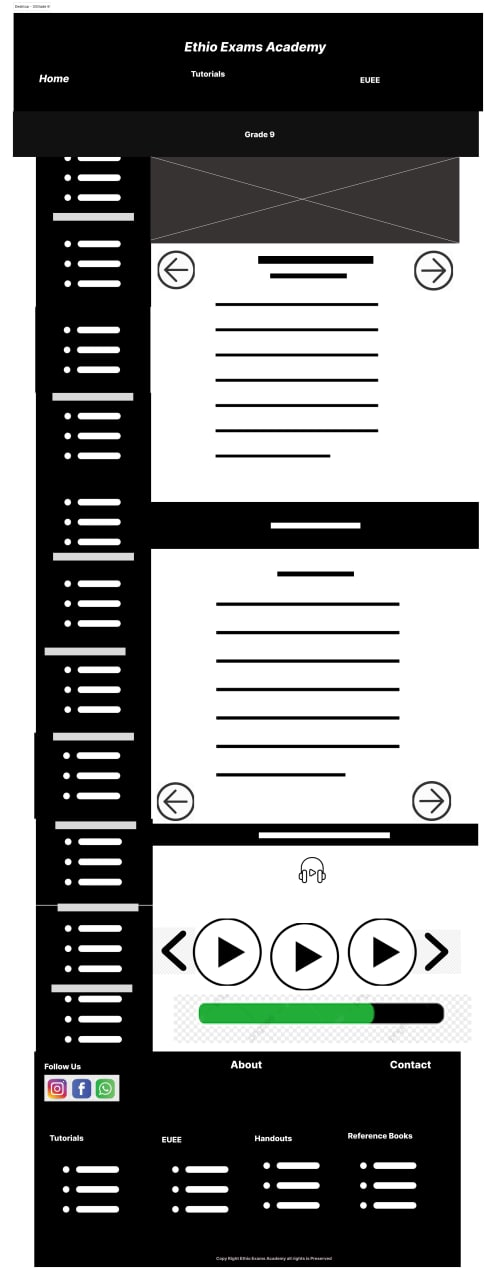 Ethio Exams Academy
Home
Tutorials
EUEE
Grade 9
Follow Us
About
Contact
Tutorials
EUEE
Handouts
Reference Books
Copy Right Ethio Exams Academy all rights is Preserved